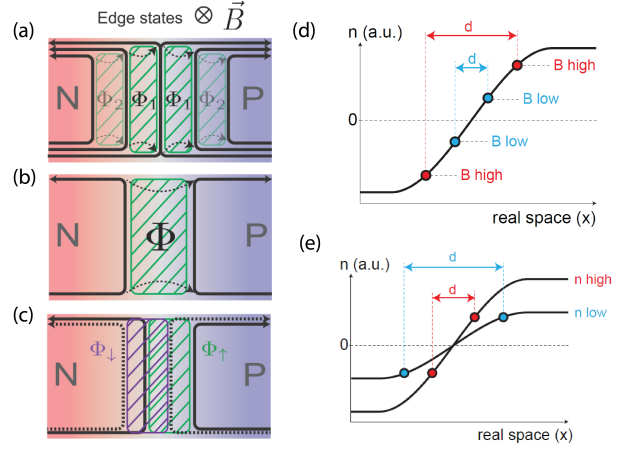 Edge states ⊗ B⃗
(a)
N Φ₂ Φ₁ Φ₁ Φ₂ P
(b)
N Φ P
(c)
N Φ↓ Φ↑ P
(d)
n (a.u.)
d
d
B high
B low
0
B low
B high
real space (x)
(e)
n (a.u.)
d
d
n high
n low
0
real space (x)